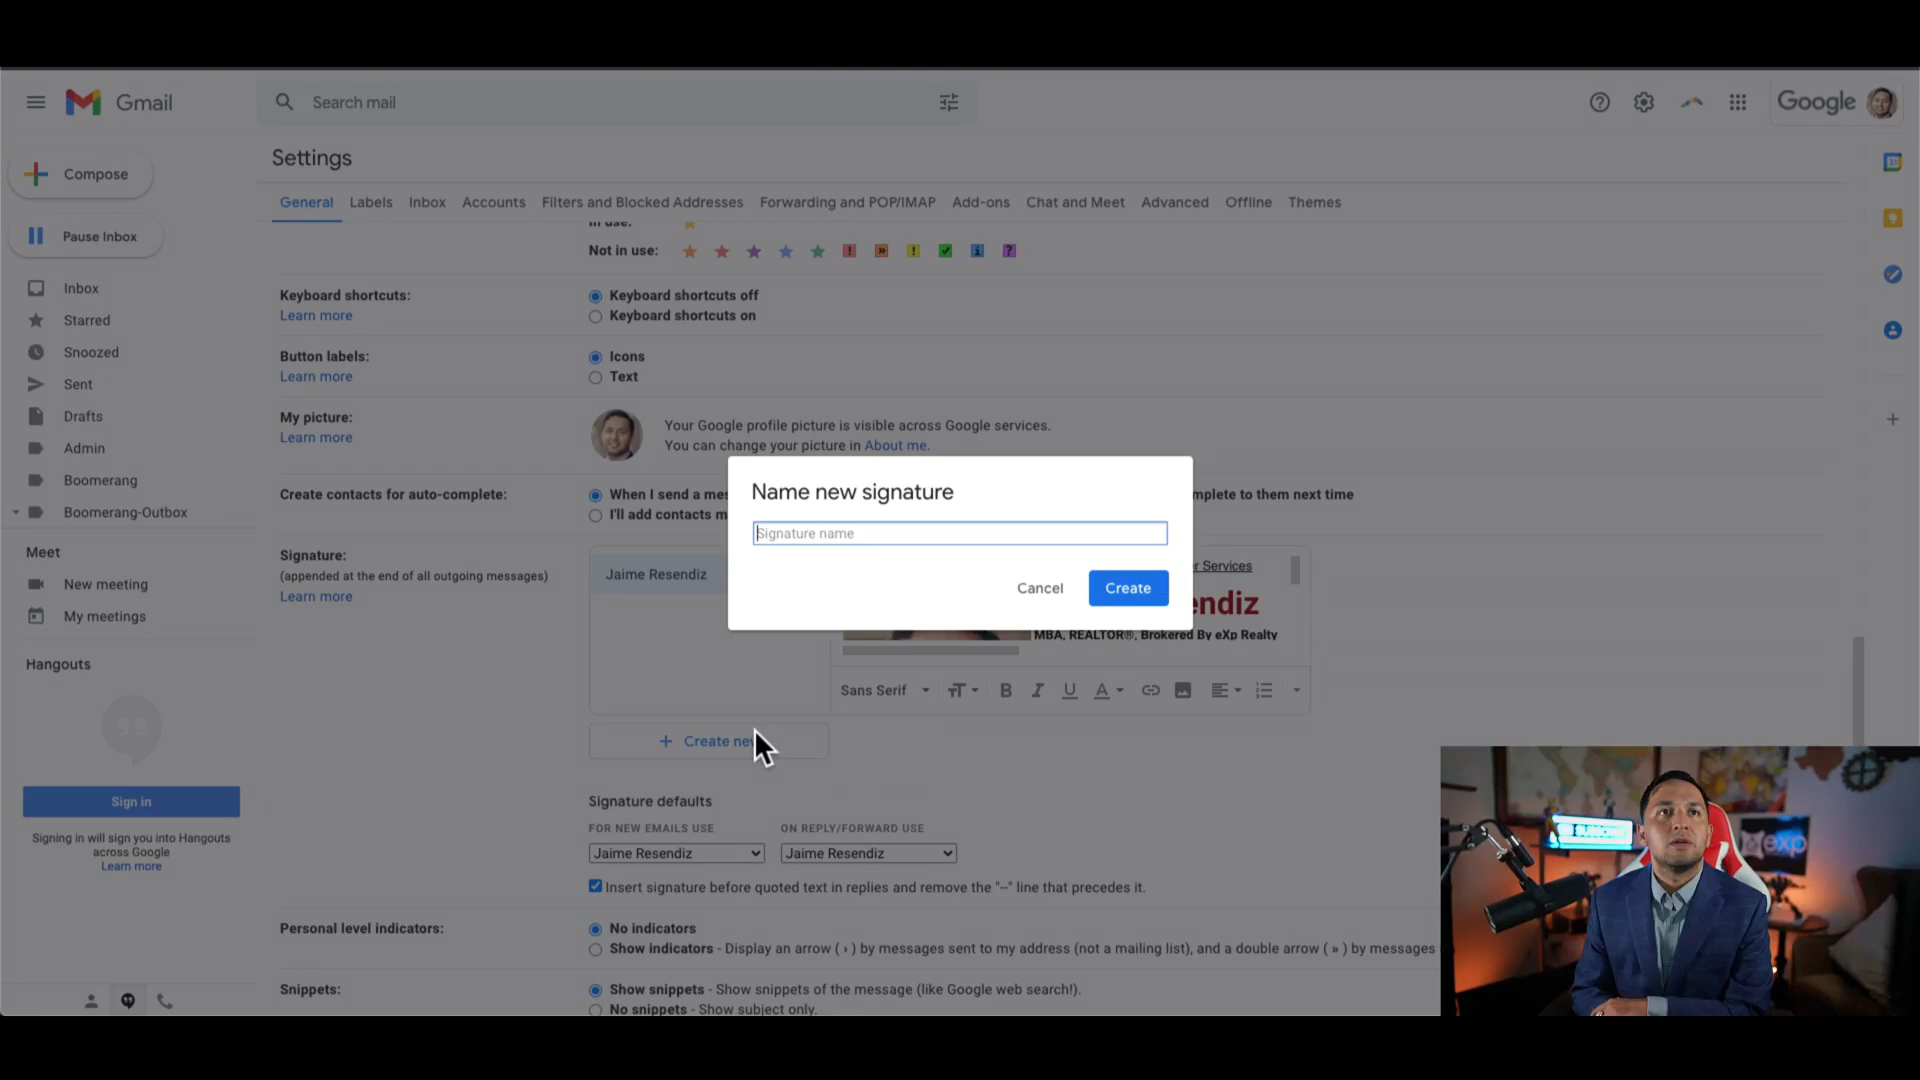 Gmail
Search mail
Google
Compose
Settings
General Labels Inbox Accounts Filters and Blocked Addresses Forwarding and POP/IMAP Add-ons Chat and Meet Advanced Offline Themes
Pause Inbox
In use:
Not in use:
Inbox
Starred
Snoozed
Sent
Drafts
Admin
Boomerang
Boomerang-Outbox
Keyboard shortcuts:
Learn more
Keyboard shortcuts off
Keyboard shortcuts on
Button labels:
Learn more
Icons
Text
My picture:
Learn more
Your Google profile picture is visible across Google services.
You can change your picture in About me.
Create contacts for auto-complete:
When I send a mes
mplete to them next time
I'll add contacts m
Name new signature
Signature name
Cancel
Create
Signature:
(appended at the end of all outgoing messages)
Learn more
Jaime Resendiz
r Services
endiz
MBA, REALTOR®, Brokered By eXp Realty
Sans Serif
Create new
Meet
New meeting
My meetings
Hangouts
Sign in
Signing in will sign you into Hangouts
across Google
Learn more
Signature defaults
FOR NEW EMAILS USE
ON REPLY/FORWARD USE
Jaime Resendiz
Jaime Resendiz
Insert signature before quoted text in replies and remove the "--" line that precedes it.
Personal level indicators:
No indicators
Show indicators - Display an arrow ( › ) by messages sent to my address (not a mailing list), and a double arrow ( » ) by messages
Snippets:
Show snippets - Show snippets of the message (like Google web search!).
No snippets - Show subject only.
SUBSCRIBE
exp